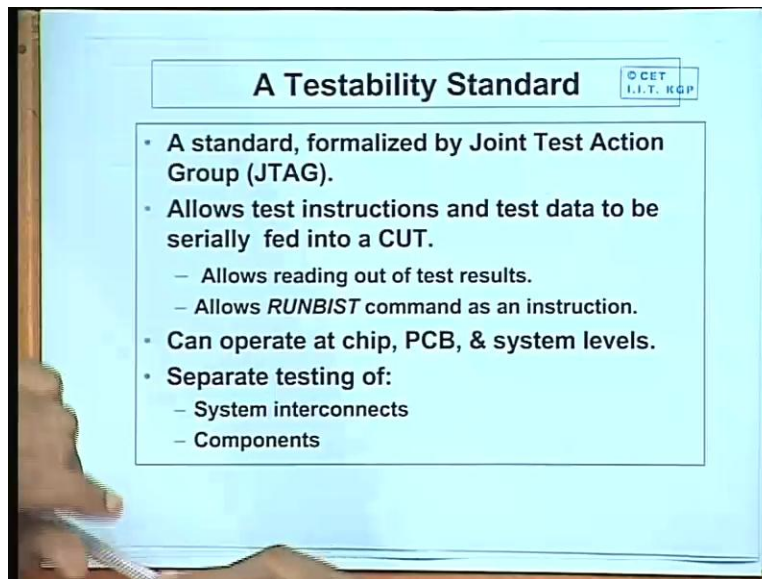 A Testability Standard
© CET
I.I.T. KGP
• A standard, formalized by Joint Test Action
Group (JTAG).
• Allows test instructions and test data to be
serially fed into a CUT.
– Allows reading out of test results.
– Allows RUNBIST command as an instruction.
• Can operate at chip, PCB, & system levels.
• Separate testing of:
– System interconnects
– Components